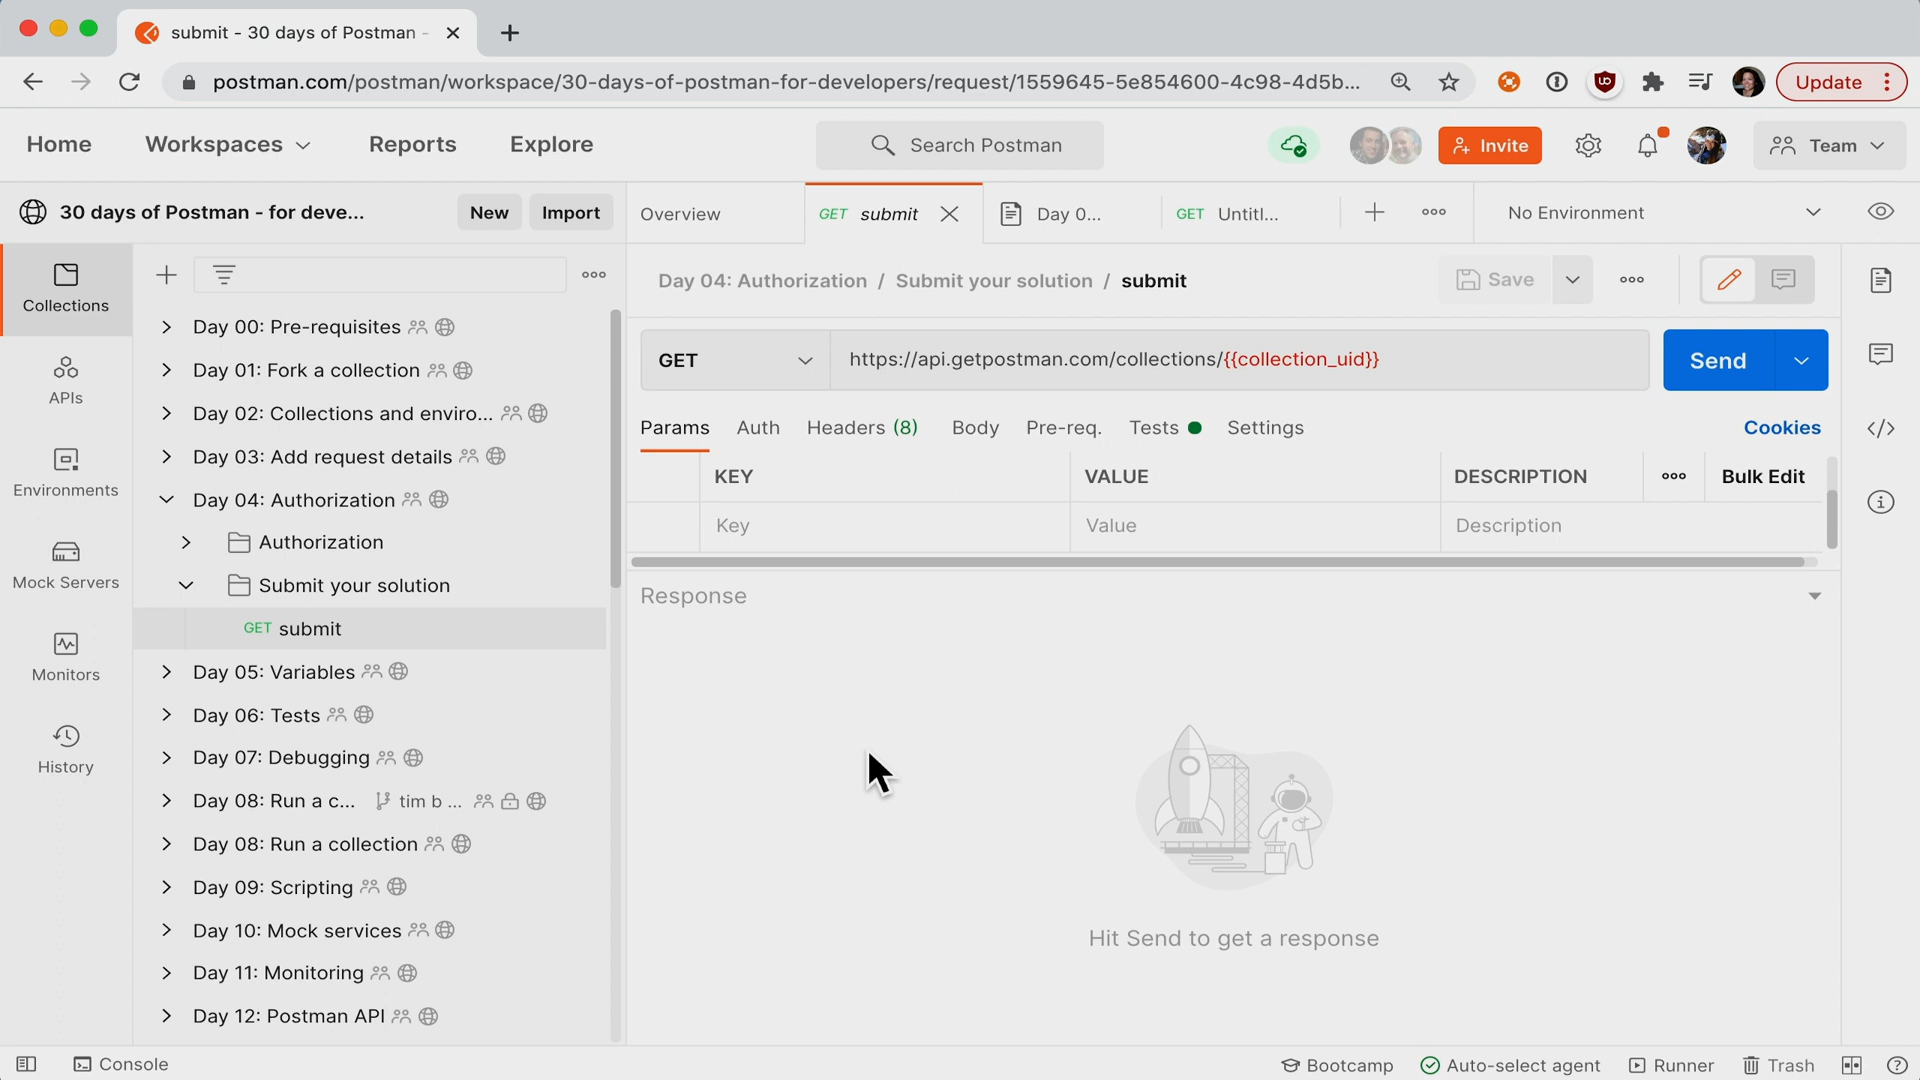 submit - 30 days of Postman -
postman.com/postman/workspace/30-days-of-postman-for-developers/request/1559645-5e854600-4c98-4d5b...
Update
Home
Workspaces
Reports
Explore
Search Postman
Invite
Team
30 days of Postman - for deve...
New
Import
Overview
GET submit
Day 0...
GET Untitl...
No Environment
Collections
APIs
Environments
Mock Servers
Monitors
History
Day 00: Pre-requisites
Day 01: Fork a collection
Day 02: Collections and enviro...
Day 03: Add request details
Day 04: Authorization
Authorization
Submit your solution
GET submit
Day 05: Variables
Day 06: Tests
Day 07: Debugging
Day 08: Run a c... tim b ...
Day 08: Run a collection
Day 09: Scripting
Day 10: Mock services
Day 11: Monitoring
Day 12: Postman API
Day 04: Authorization / Submit your solution / submit
Save
GET
https://api.getpostman.com/collections/{{collection_uid}}
Send
Params
Auth
Headers (8)
Body
Pre-req.
Tests
Settings
Cookies
KEY
VALUE
DESCRIPTION
Bulk Edit
Key
Value
Description
Response
Hit Send to get a response
Console
Bootcamp
Auto-select agent
Runner
Trash